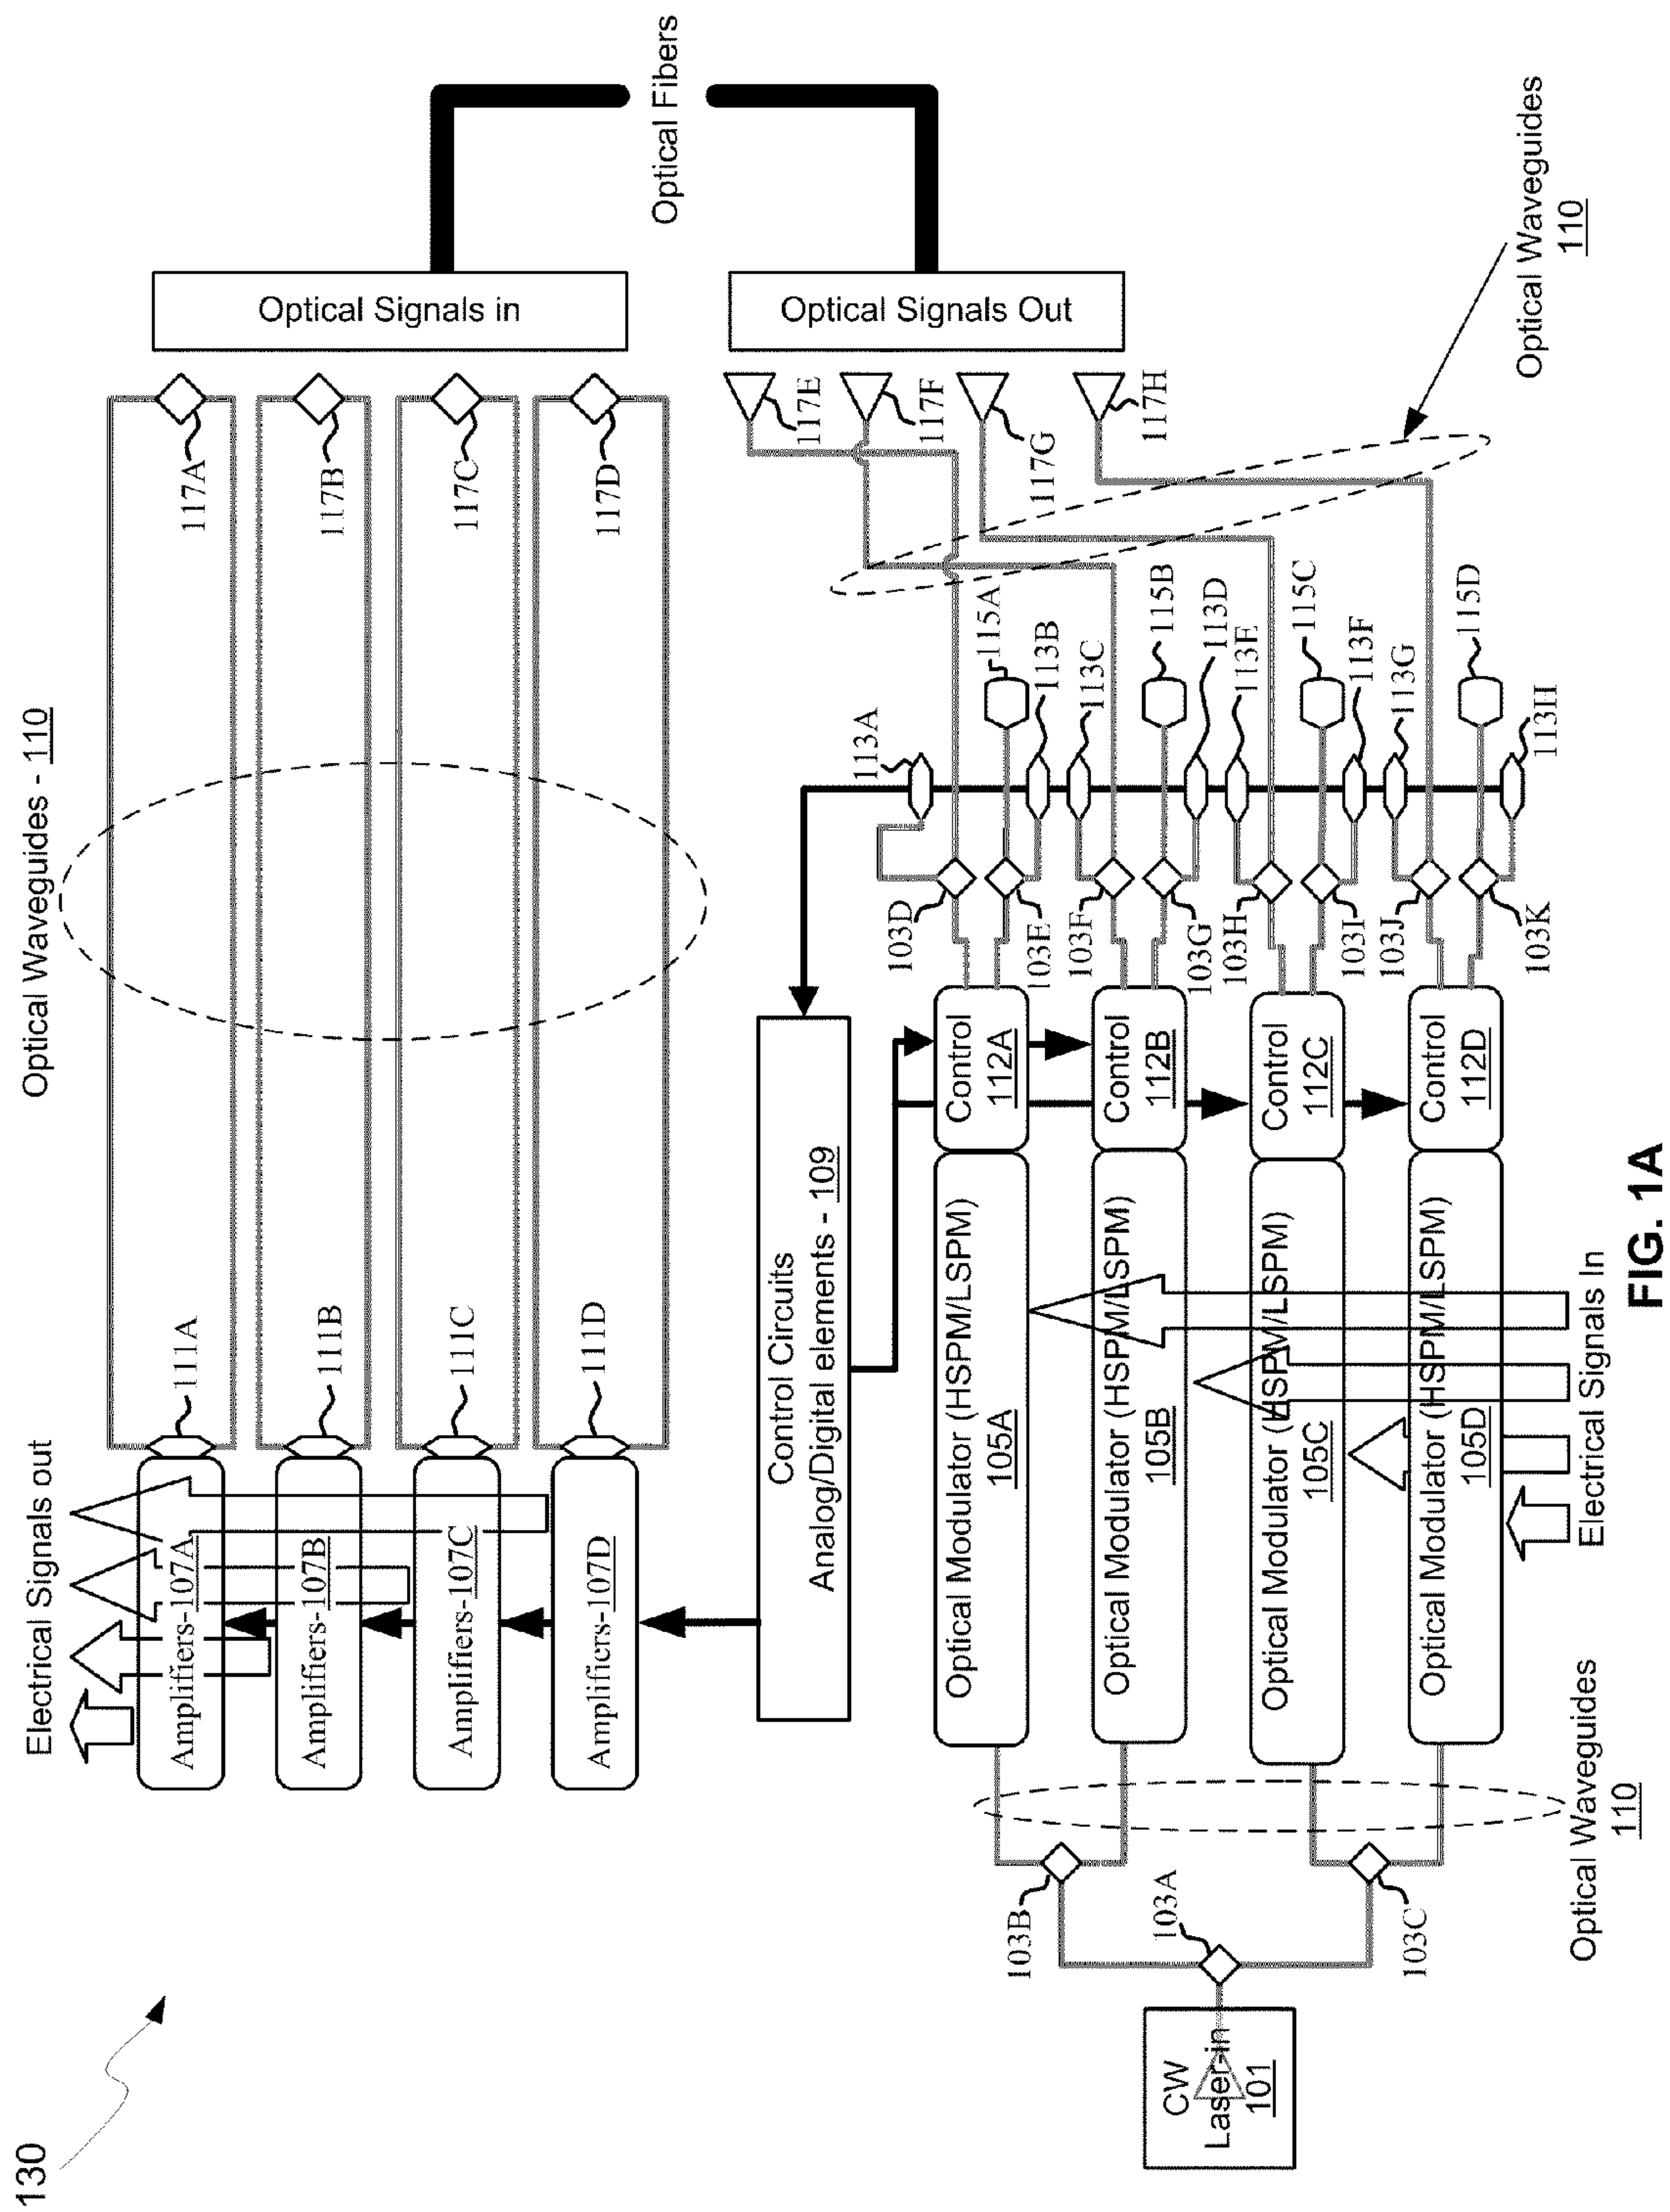 130
Electrical Signals out
Optical Waveguides - 110
Amplifiers-107A
Amplifiers-107B
Amplifiers-107C
Amplifiers-107D
111A
111B
111C
111D
117A
117B
117C
117D
Optical Signals in
Optical Fibers
Optical Signals Out
Control Circuits
Analog/Digital elements - 109
117E
117F
117G
117H
Optical Waveguides
110
113A
115A
113B
113C
115B
113D
113E
115C
113F
113G
115D
113H
103D
103E
103F
103G
103H
103I
103J
103K
Control
112A
Control
112B
Control
112C
Control
112D
Optical Modulator (HSPM/LSPM)
105A
Optical Modulator (HSPM/LSPM)
105B
Optical Modulator (HSPM/LSPM)
105C
Optical Modulator (HSPM/LSPM)
105D
103B
103A
103C
CW
Laser-in
101
Optical Waveguides
110
Electrical Signals In
FIG. 1A